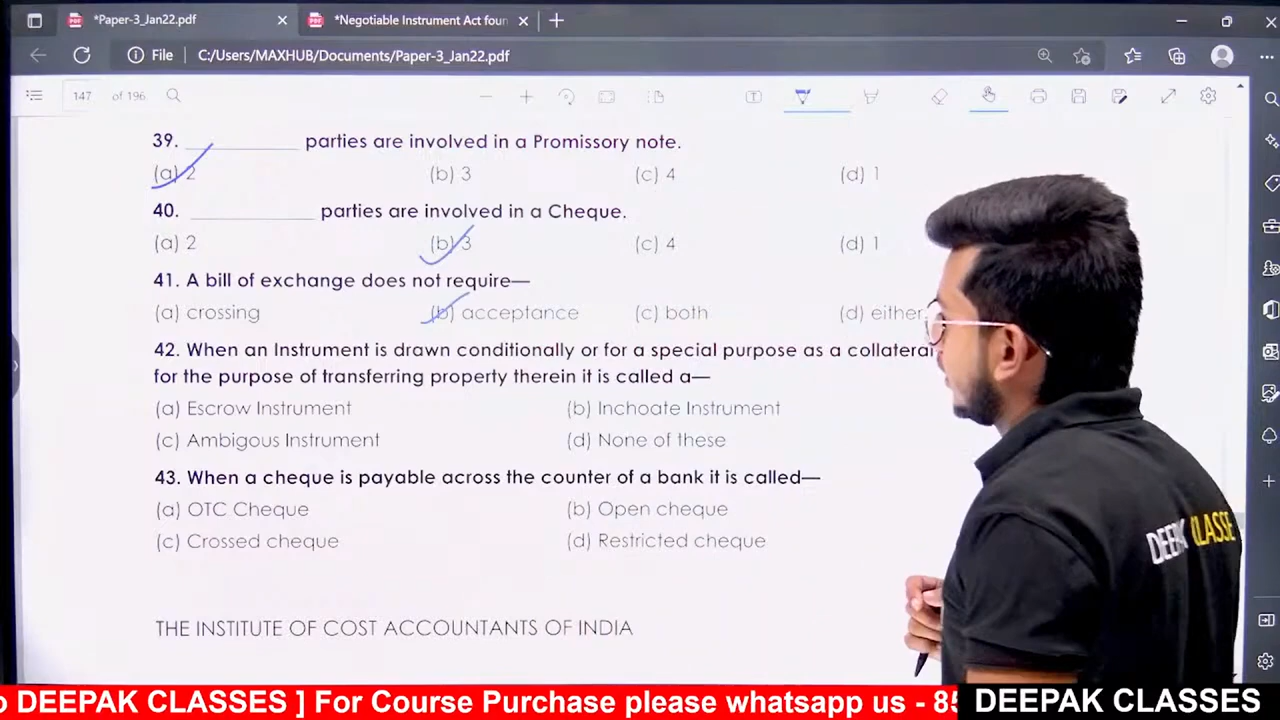 *Paper-3_Jan22.pdf
*Negotiable Instrument Act foun
File C:/Users/MAXHUB/Documents/Paper-3_Jan22.pdf
147 of 196
39. __________ parties are involved in a Promissory note.
(a) 2 (b) 3 (c) 4 (d) 1
40. ___________ parties are involved in a Cheque.
(a) 2 (b) 3 (c) 4 (d) 1
41. A bill of exchange does not require—
(a) crossing (b) acceptance (c) both (d) either
42. When an Instrument is drawn conditionally or for a special purpose as a collateral
for the purpose of transferring property therein it is called a—
(a) Escrow Instrument (b) Inchoate Instrument
(c) Ambigous Instrument (d) None of these
43. When a cheque is payable across the counter of a bank it is called—
(a) OTC Cheque (b) Open cheque
(c) Crossed cheque (d) Restricted cheque
THE INSTITUTE OF COST ACCOUNTANTS OF INDIA
DEEPAK CLASSE
o DEEPAK CLASSES ] For Course Purchase please whatsapp us - 85
DEEPAK CLASSES